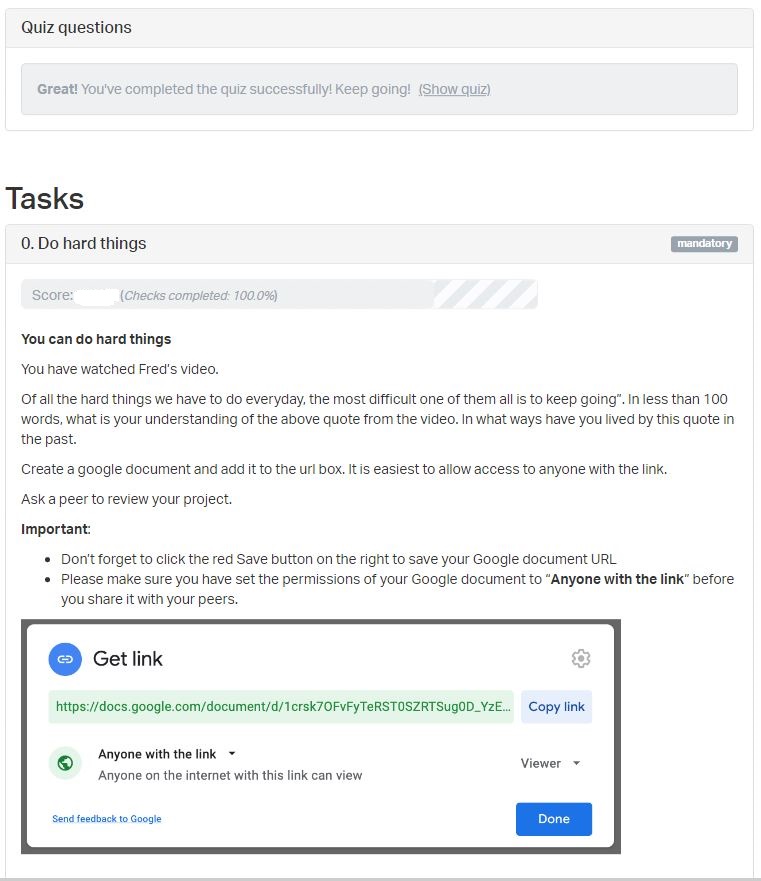 Quiz questions
Great! You've completed the quiz successfully! Keep going! (Show quiz)
Tasks
0. Do hard things
mandatory
Score: (Checks completed: 100.0%)
You can do hard things
You have watched Fred's video.
Of all the hard things we have to do everyday, the most difficult one of them all is to keep going”. In less than 100
words, what is your understanding of the above quote from the video. In what ways have you lived by this quote in
the past.
Create a google document and add it to the url box. It is easiest to allow access to anyone with the link.
Ask a peer to review your project.
Important:
Don't forget to click the red Save button on the right to save your Google document URL
Please make sure you have set the permissions of your Google document to “Anyone with the link” before
you share it with your peers.
Get link
https://docs.google.com/document/d/1crsk7OFvFyTeRST0SZRTSug0D_YzE...
Copy link
Anyone with the link
Anyone on the internet with this link can view
Viewer
Send feedback to Google
Done